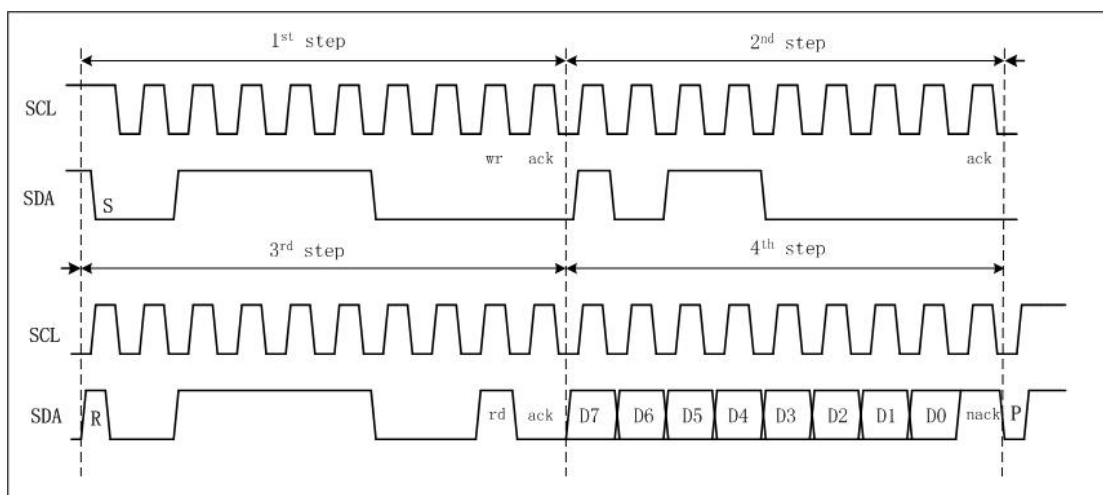 1st step 2nd step
SCL
wr ack ack
SDA S
3rd step 4th step
SCL
SDA R rd ack D7 D6 D5 D4 D3 D2 D1 D0 nack P